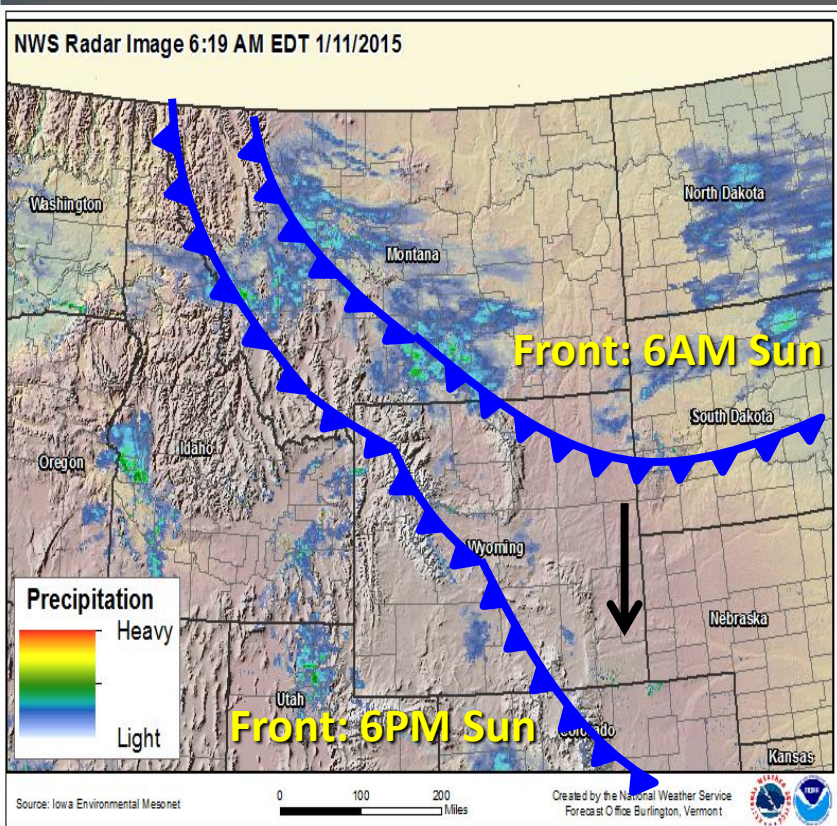 NWS Radar Image 6:19 AM EDT 1/11/2015
Washington
North Dakota
Montana
Front: 6AM Sun
South Dakota
Idaho
Oregon
Wyoming
Precipitation
Heavy
Light
Nebraska
Utah
Front: 6PM Sun
Colorado
Kansas
Source: Iowa Environmental Mesonet
0 100 200
Miles
Created by the National Weather Service
Forecast Office Burlington, Vermont